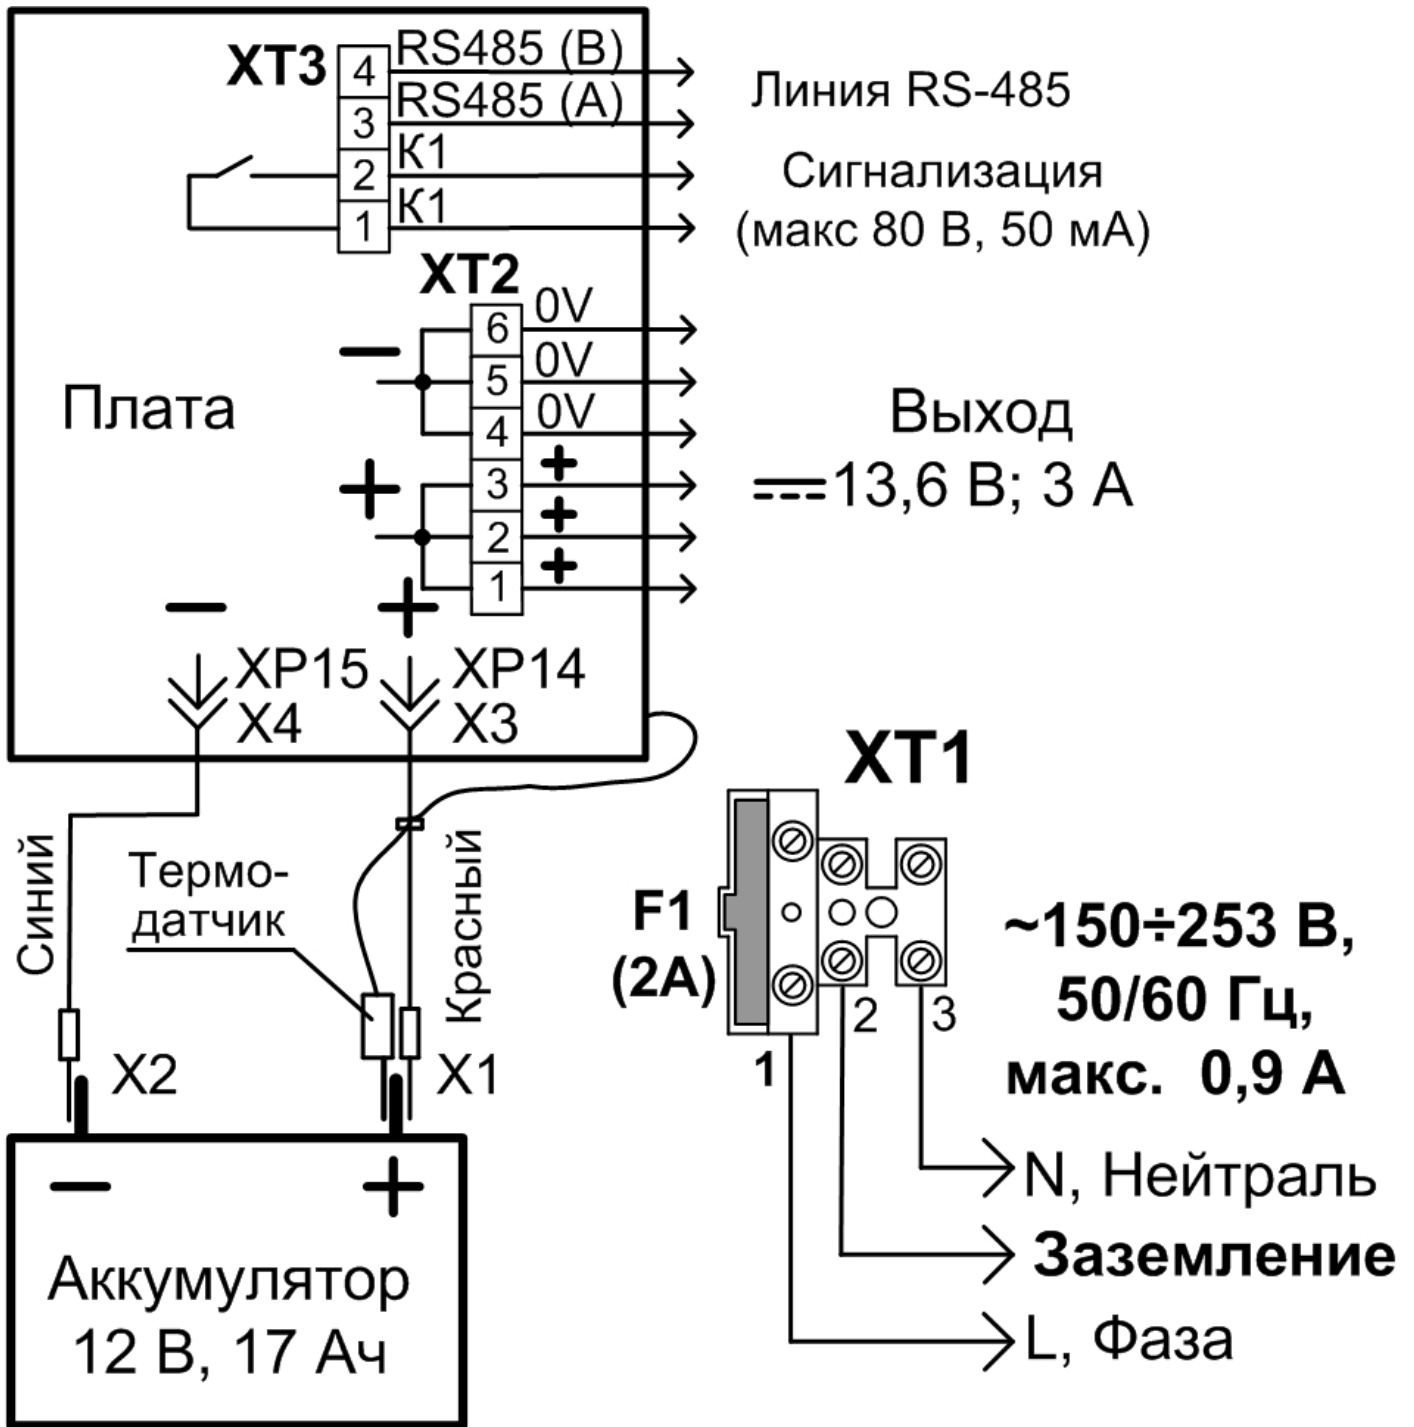 XT3
4 RS485 (B)
3 RS485 (A)
2 К1
1 К1
Линия RS-485
Сигнализация
(макс 80 В, 50 мА)
XT2
6 0V
5 0V
4 0V
3 +
2 +
1 +
−
+
Плата
Выход
13,6 В; 3 А
− +
XP15 XP14
X4 X3
Синий
Термо-
датчик
Красный
X2 X1
− +
Аккумулятор
12 В, 17 Ач
XT1
F1
(2А)
1 2 3
~150÷253 В,
50/60 Гц,
макс. 0,9 А
N, Нейтраль
Заземление
L, Фаза